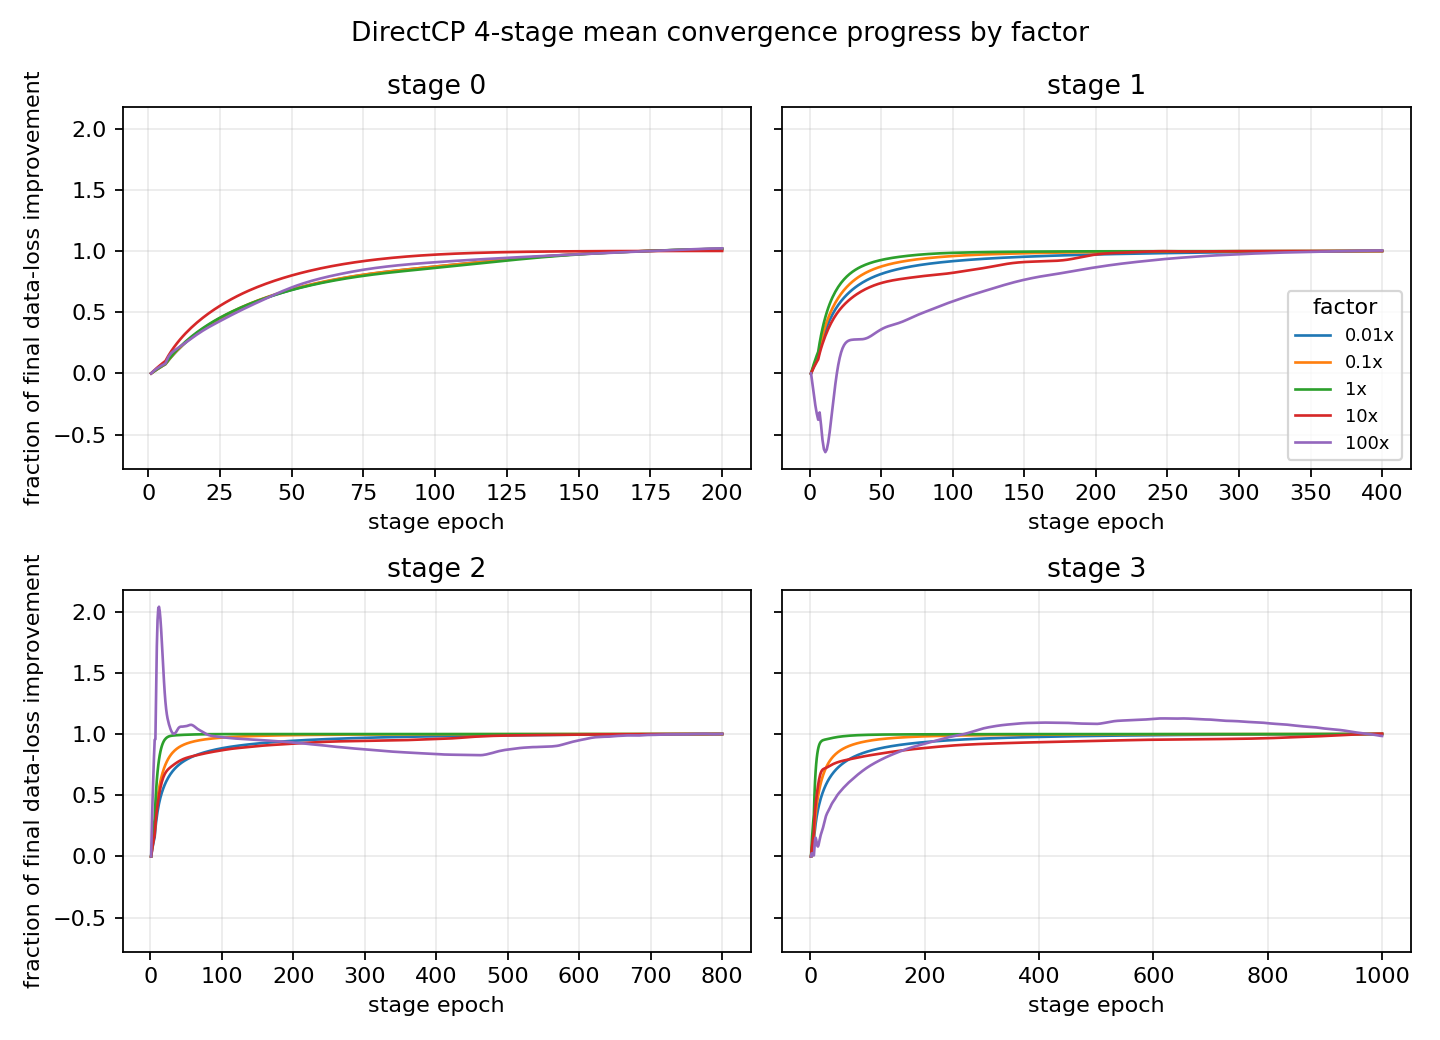 DirectCP 4-stage mean convergence progress by factor
stage 0
fraction of final data-loss improvement
2.0
1.5
1.0
0.5
0.0
−0.5
0 25 50 75 100 125 150 175 200
stage epoch
stage 1
factor
0.01x
0.1x
1x
10x
100x
0 50 100 150 200 250 300 350 400
stage epoch
stage 2
fraction of final data-loss improvement
2.0
1.5
1.0
0.5
0.0
−0.5
0 100 200 300 400 500 600 700 800
stage epoch
stage 3
0 200 400 600 800 1000
stage epoch